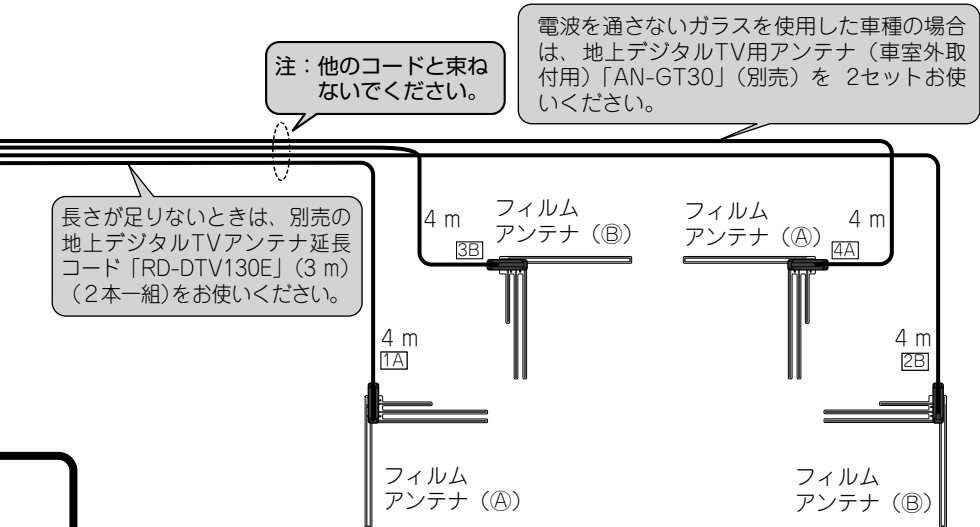 電波を通さないガラスを使用した車種の場合
は、地上デジタルTV用アンテナ（車室外取
付用）「AN-GT30」（別売）を 2セットお使
いください。
注：他のコードと束ね
ないでください。
長さが足りないときは、別売の
地上デジタルTVアンテナ延長
コード「RD-DTV130E」（3 m）
（2本一組）をお使いください。
4 m
3B
フィルム
アンテナ（Ⓑ）
フィルム
アンテナ（Ⓐ）
4 m
4A
4 m
1A
4 m
2B
フィルム
アンテナ（Ⓐ）
フィルム
アンテナ（Ⓑ）